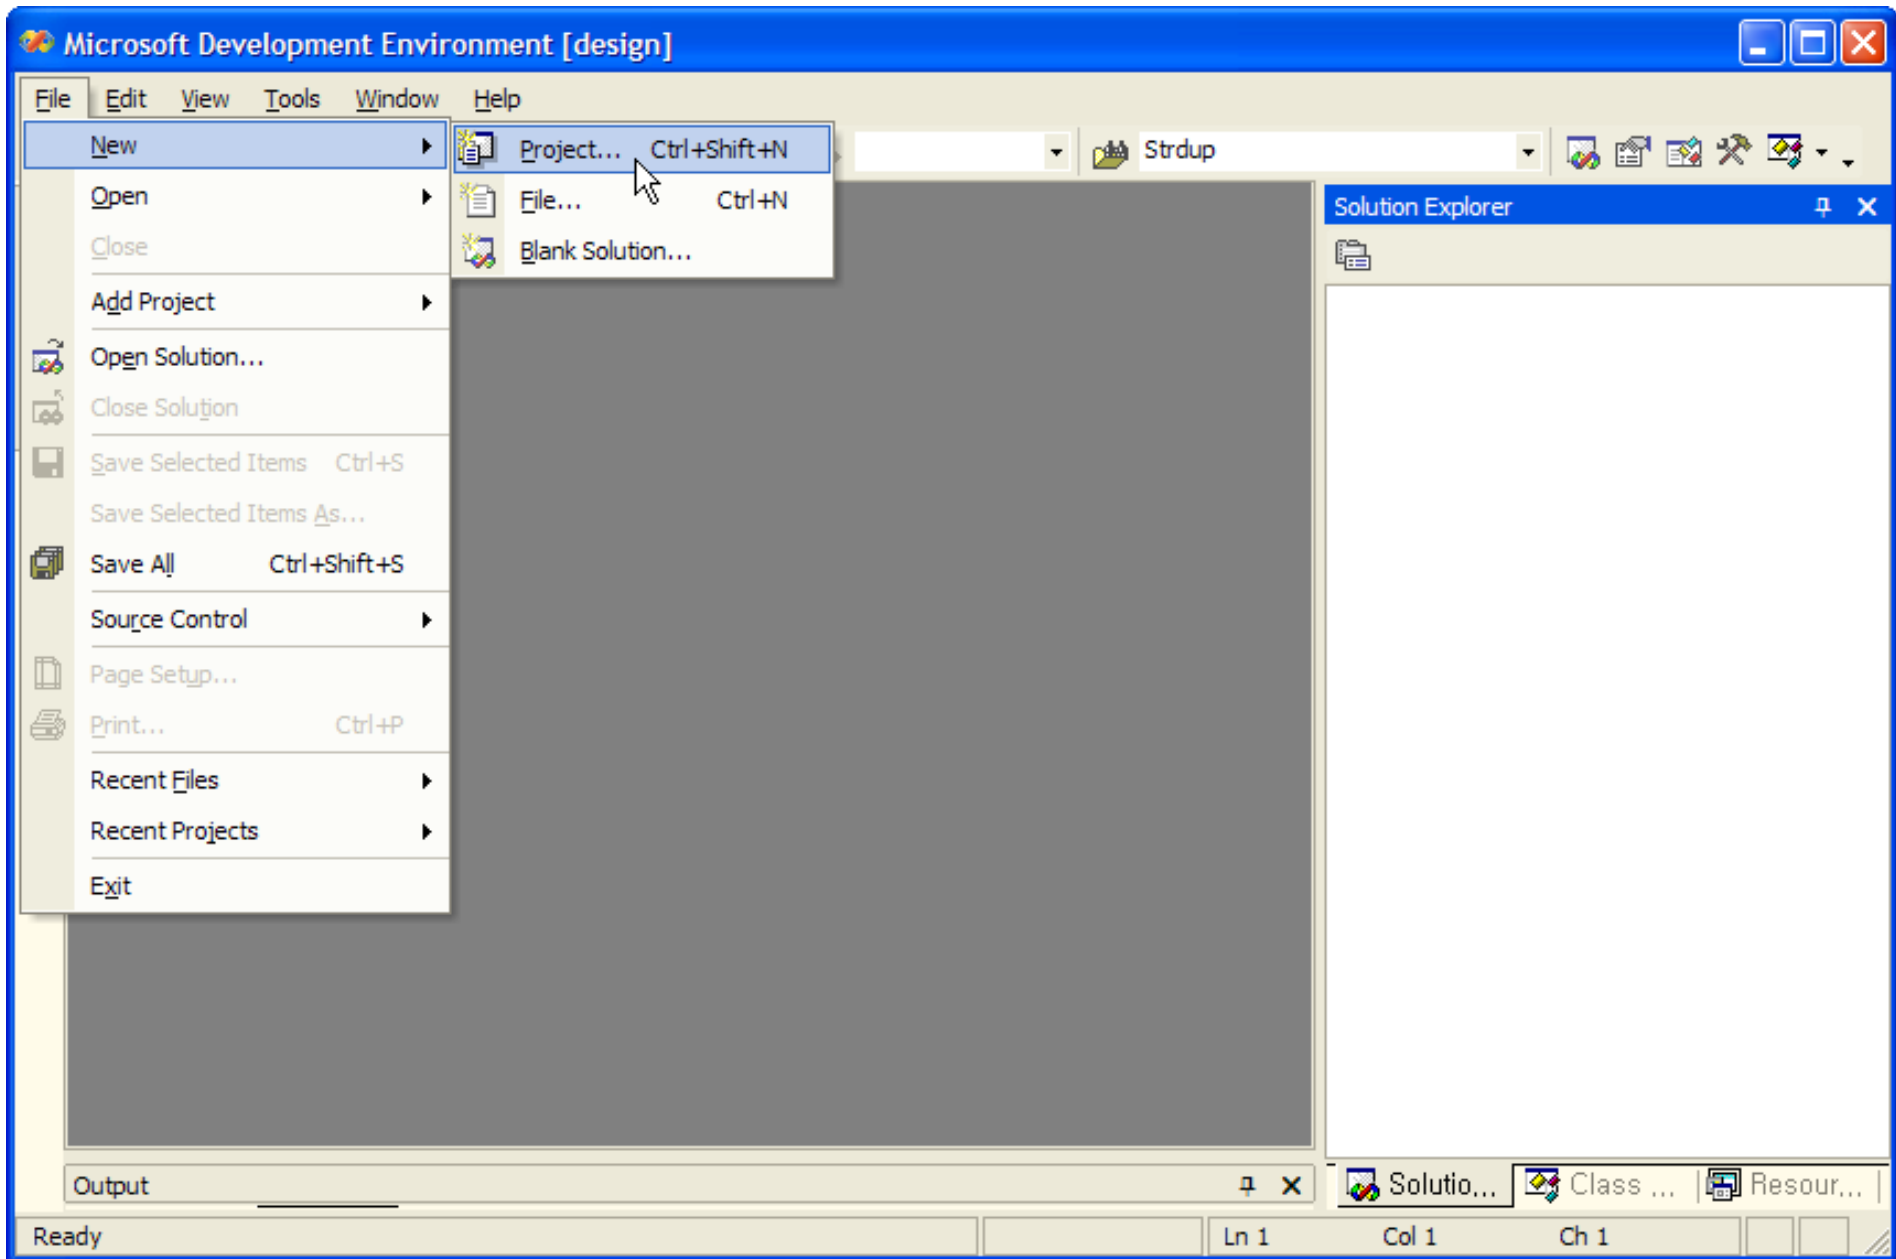 Microsoft Development Environment [design]
File Edit View Tools Window Help
New
Project... Ctrl+Shift+N
Strdup
Open
File... Ctrl+N
Close
Blank Solution...
Add Project
Open Solution...
Close Solution
Save Selected Items Ctrl+S
Save Selected Items As...
Save All Ctrl+Shift+S
Source Control
Page Setup...
Print... Ctrl+P
Recent Files
Recent Projects
Exit
Solution Explorer
Output
Solutio... Class ... Resour...
Ready Ln 1 Col 1 Ch 1